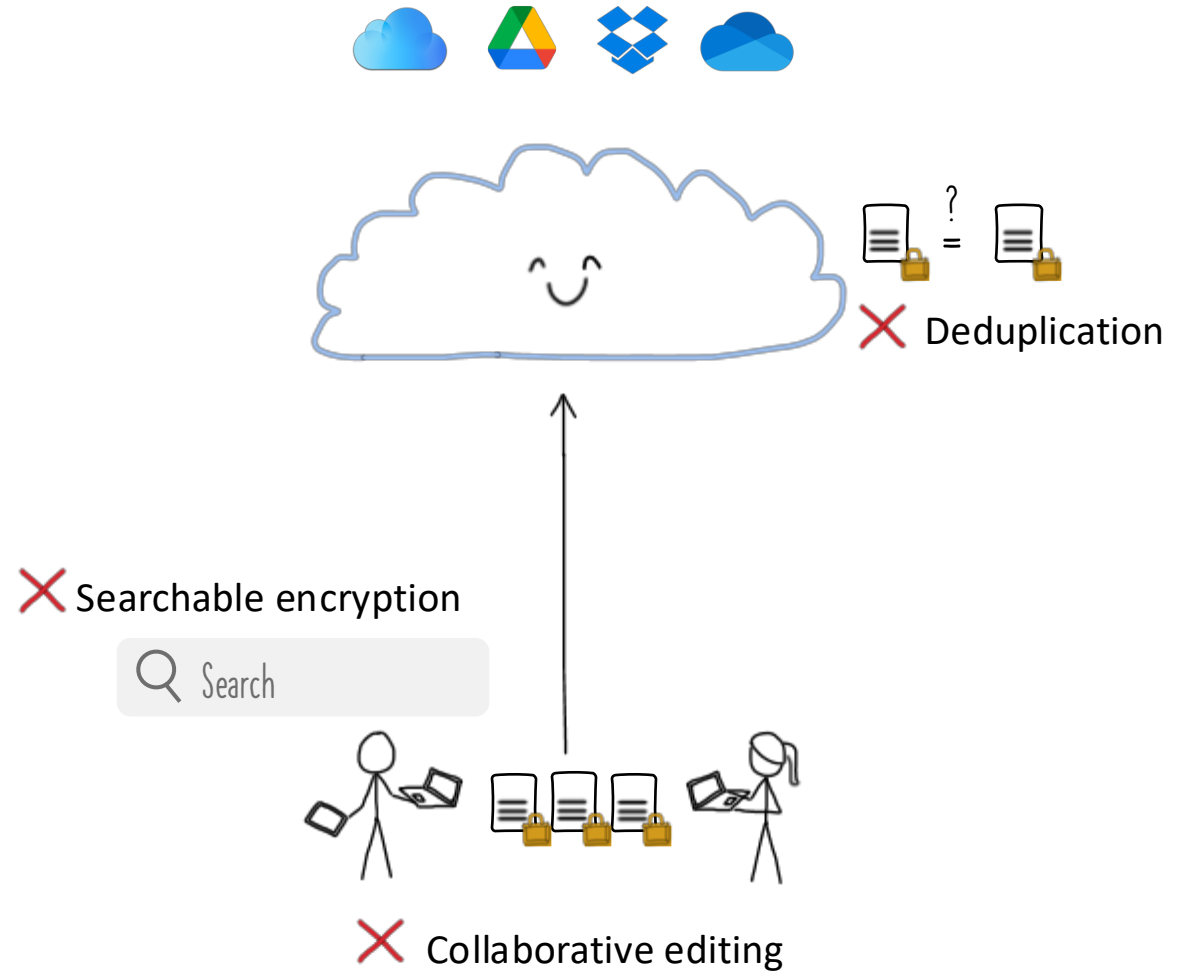 ?
=
Deduplication
Searchable encryption
Search
Collaborative editing